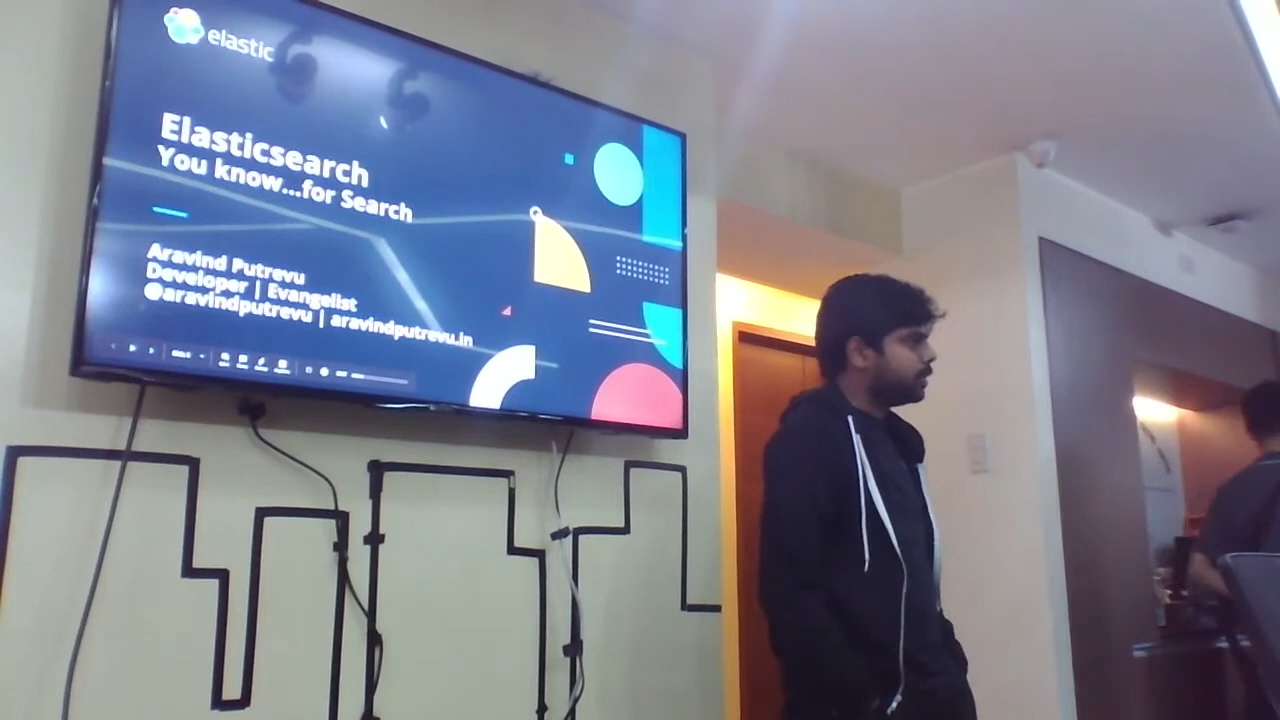 elastic
Elasticsearch
You know...for Search
Aravind Putrevu
Developer | Evangelist
@aravindputrevu | aravindputrevu.in